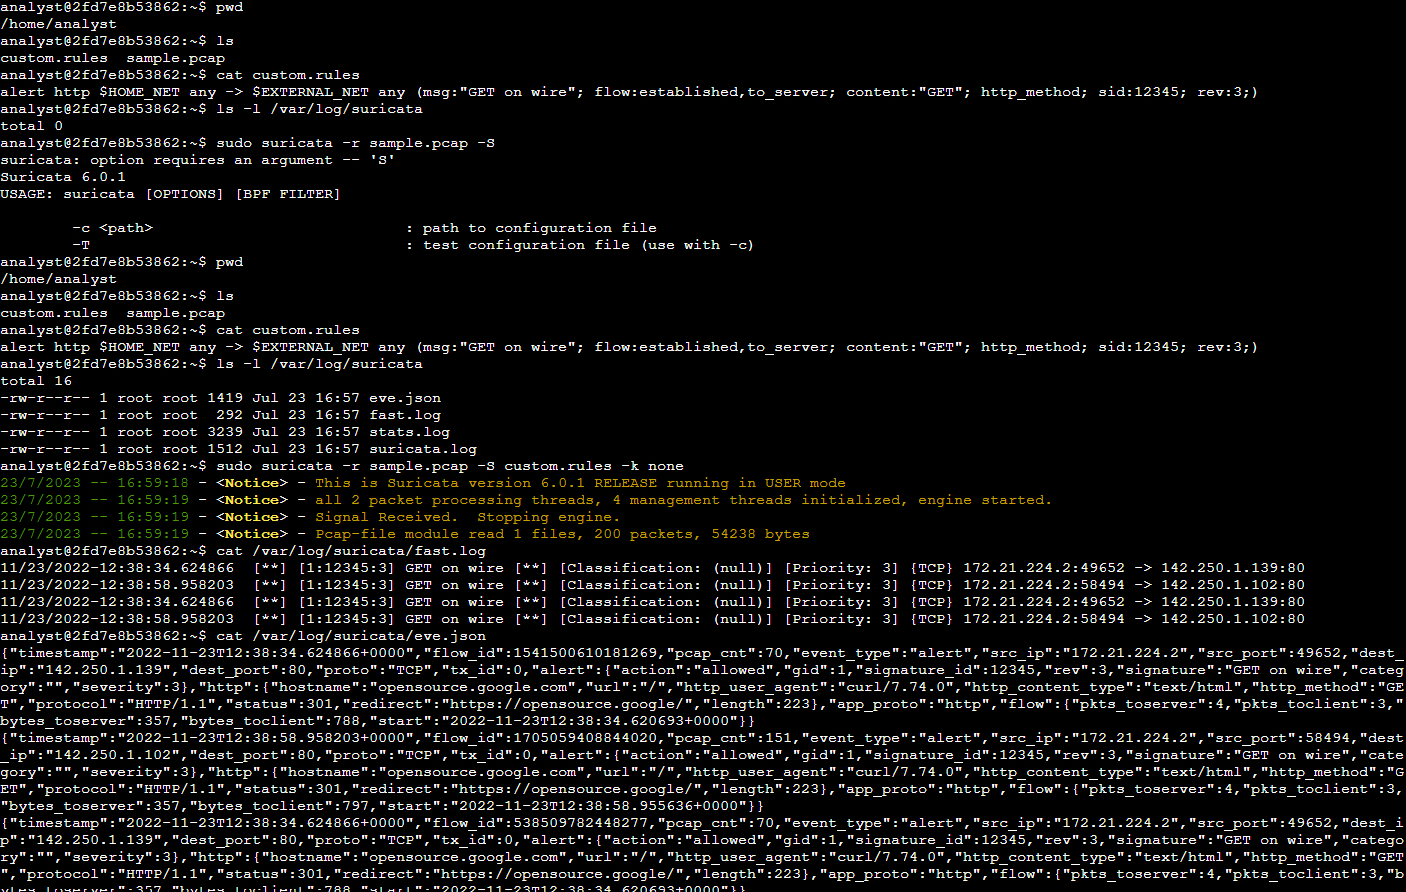 analyst@2fd7e8b53862:~$ pwd
/home/analyst
analyst@2fd7e8b53862:~$ ls
custom.rules  sample.pcap
analyst@2fd7e8b53862:~$ cat custom.rules
alert http $HOME_NET any -> $EXTERNAL_NET any (msg:"GET on wire"; flow:established,to_server; content:"GET"; http_method; sid:12345; rev:3;)
analyst@2fd7e8b53862:~$ ls -l /var/log/suricata
total 0
analyst@2fd7e8b53862:~$ sudo suricata -r sample.pcap -S
suricata: option requires an argument -- 'S'
Suricata 6.0.1
USAGE: suricata [OPTIONS] [BPF FILTER]
        -c <path>                            : path to configuration file
        -T                                   : test configuration file (use with -c)
analyst@2fd7e8b53862:~$ pwd
/home/analyst
analyst@2fd7e8b53862:~$ ls
custom.rules  sample.pcap
analyst@2fd7e8b53862:~$ cat custom.rules
alert http $HOME_NET any -> $EXTERNAL_NET any (msg:"GET on wire"; flow:established,to_server; content:"GET"; http_method; sid:12345; rev:3;)
analyst@2fd7e8b53862:~$ ls -l /var/log/suricata
total 16
-rw-r--r-- 1 root root 1419 Jul 23 16:57 eve.json
-rw-r--r-- 1 root root  292 Jul 23 16:57 fast.log
-rw-r--r-- 1 root root 3239 Jul 23 16:57 stats.log
-rw-r--r-- 1 root root 1512 Jul 23 16:57 suricata.log
analyst@2fd7e8b53862:~$ sudo suricata -r sample.pcap -S custom.rules -k none
23/7/2023 -- 16:59:18 - <Notice> - This is Suricata version 6.0.1 RELEASE running in USER mode
23/7/2023 -- 16:59:19 - <Notice> - all 2 packet processing threads, 4 management threads initialized, engine started.
23/7/2023 -- 16:59:19 - <Notice> - Signal Received.  Stopping engine.
23/7/2023 -- 16:59:19 - <Notice> - Pcap-file module read 1 files, 200 packets, 54238 bytes
analyst@2fd7e8b53862:~$ cat /var/log/suricata/fast.log
11/23/2022-12:38:34.624866  [**] [1:12345:3] GET on wire [**] [Classification: (null)] [Priority: 3] {TCP} 172.21.224.2:49652 -> 142.250.1.139:80
11/23/2022-12:38:58.958203  [**] [1:12345:3] GET on wire [**] [Classification: (null)] [Priority: 3] {TCP} 172.21.224.2:58494 -> 142.250.1.102:80
11/23/2022-12:38:34.624866  [**] [1:12345:3] GET on wire [**] [Classification: (null)] [Priority: 3] {TCP} 172.21.224.2:49652 -> 142.250.1.139:80
11/23/2022-12:38:58.958203  [**] [1:12345:3] GET on wire [**] [Classification: (null)] [Priority: 3] {TCP} 172.21.224.2:58494 -> 142.250.1.102:80
analyst@2fd7e8b53862:~$ cat /var/log/suricata/eve.json
{"timestamp":"2022-11-23T12:38:34.624866+0000","flow_id":1541500610181269,"pcap_cnt":70,"event_type":"alert","src_ip":"172.21.224.2","src_port":49652,"dest_
ip":"142.250.1.139","dest_port":80,"proto":"TCP","tx_id":0,"alert":{"action":"allowed","gid":1,"signature_id":12345,"rev":3,"signature":"GET on wire","categ
ory":"","severity":3},"http":{"hostname":"opensource.google.com","url":"/","http_user_agent":"curl/7.74.0","http_content_type":"text/html","http_method":"GE
T","protocol":"HTTP/1.1","status":301,"redirect":"https://opensource.google/","length":223},"app_proto":"http","flow":{"pkts_toserver":4,"pkts_toclient":3,"
bytes_toserver":357,"bytes_toclient":788,"start":"2022-11-23T12:38:34.620693+0000"}}
{"timestamp":"2022-11-23T12:38:58.958203+0000","flow_id":1705059408844020,"pcap_cnt":151,"event_type":"alert","src_ip":"172.21.224.2","src_port":58494,"dest
_ip":"142.250.1.102","dest_port":80,"proto":"TCP","tx_id":0,"alert":{"action":"allowed","gid":1,"signature_id":12345,"rev":3,"signature":"GET on wire","cate
gory":"","severity":3},"http":{"hostname":"opensource.google.com","url":"/","http_user_agent":"curl/7.74.0","http_content_type":"text/html","http_method":"G
ET","protocol":"HTTP/1.1","status":301,"redirect":"https://opensource.google/","length":223},"app_proto":"http","flow":{"pkts_toserver":4,"pkts_toclient":3,
"bytes_toserver":357,"bytes_toclient":797,"start":"2022-11-23T12:38:58.955636+0000"}}
{"timestamp":"2022-11-23T12:38:34.624866+0000","flow_id":538509782448277,"pcap_cnt":70,"event_type":"alert","src_ip":"172.21.224.2","src_port":49652,"dest_i
p":"142.250.1.139","dest_port":80,"proto":"TCP","tx_id":0,"alert":{"action":"allowed","gid":1,"signature_id":12345,"rev":3,"signature":"GET on wire","catego
ry":"","severity":3},"http":{"hostname":"opensource.google.com","url":"/","http_user_agent":"curl/7.74.0","http_content_type":"text/html","http_method":"GET
","protocol":"HTTP/1.1","status":301,"redirect":"https://opensource.google/","length":223},"app_proto":"http","flow":{"pkts_toserver":4,"pkts_toclient":3,"b
ytes_toserver":357,"bytes_toclient":788,"start":"2022-11-23T12:38:34.620693+0000"}}